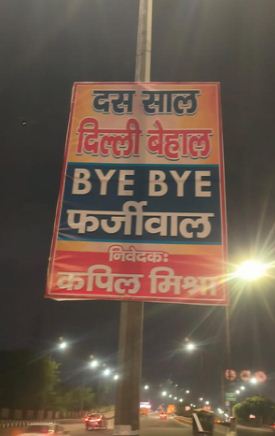 दस साल
दिल्ली बेहाल
BYE BYE
फर्जीवाल
निवेदकः
कपिल मिश्रा